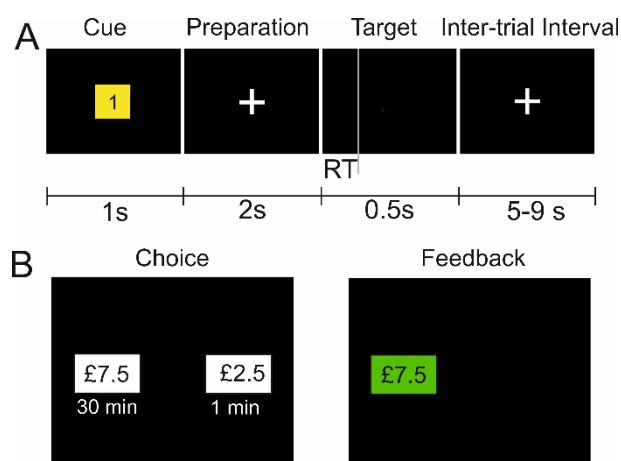 A
Cue Preparation Target Inter-trial Interval
1
RT
1s 2s 0.5s 5-9 s
B
Choice Feedback
£7.5 £2.5 £7.5
30 min 1 min